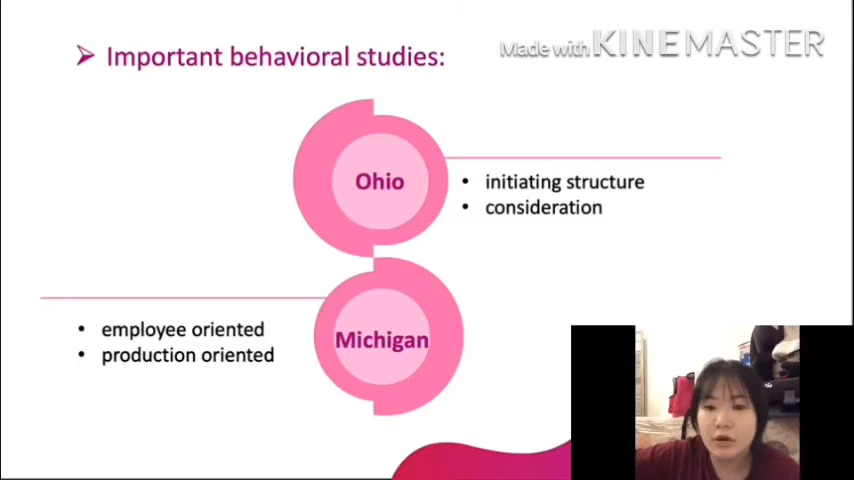 Important behavioral studies:
Made with KINEMASTER
Ohio
• initiating structure
• consideration
• employee oriented
• production oriented
Michigan